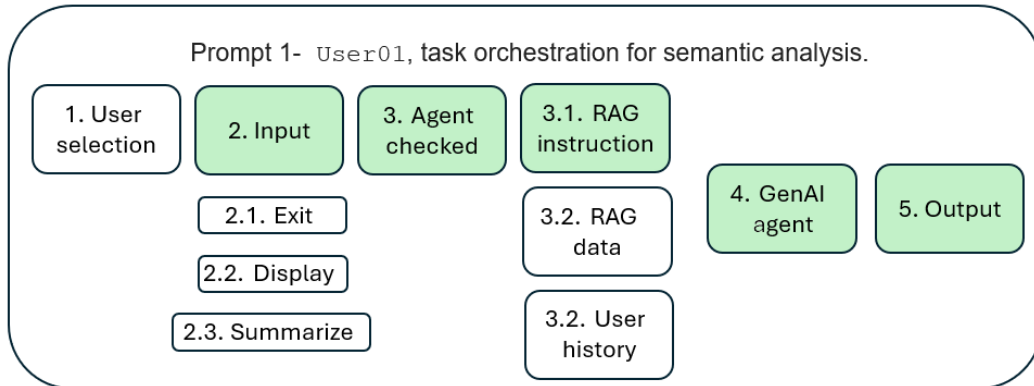 Prompt 1- User01, task orchestration for semantic analysis.
1. User
selection
2. Input
3. Agent
checked
3.1. RAG
instruction
2.1. Exit
2.2. Display
2.3. Summarize
3.2. RAG
data
3.2. User
history
4. GenAI
agent
5. Output